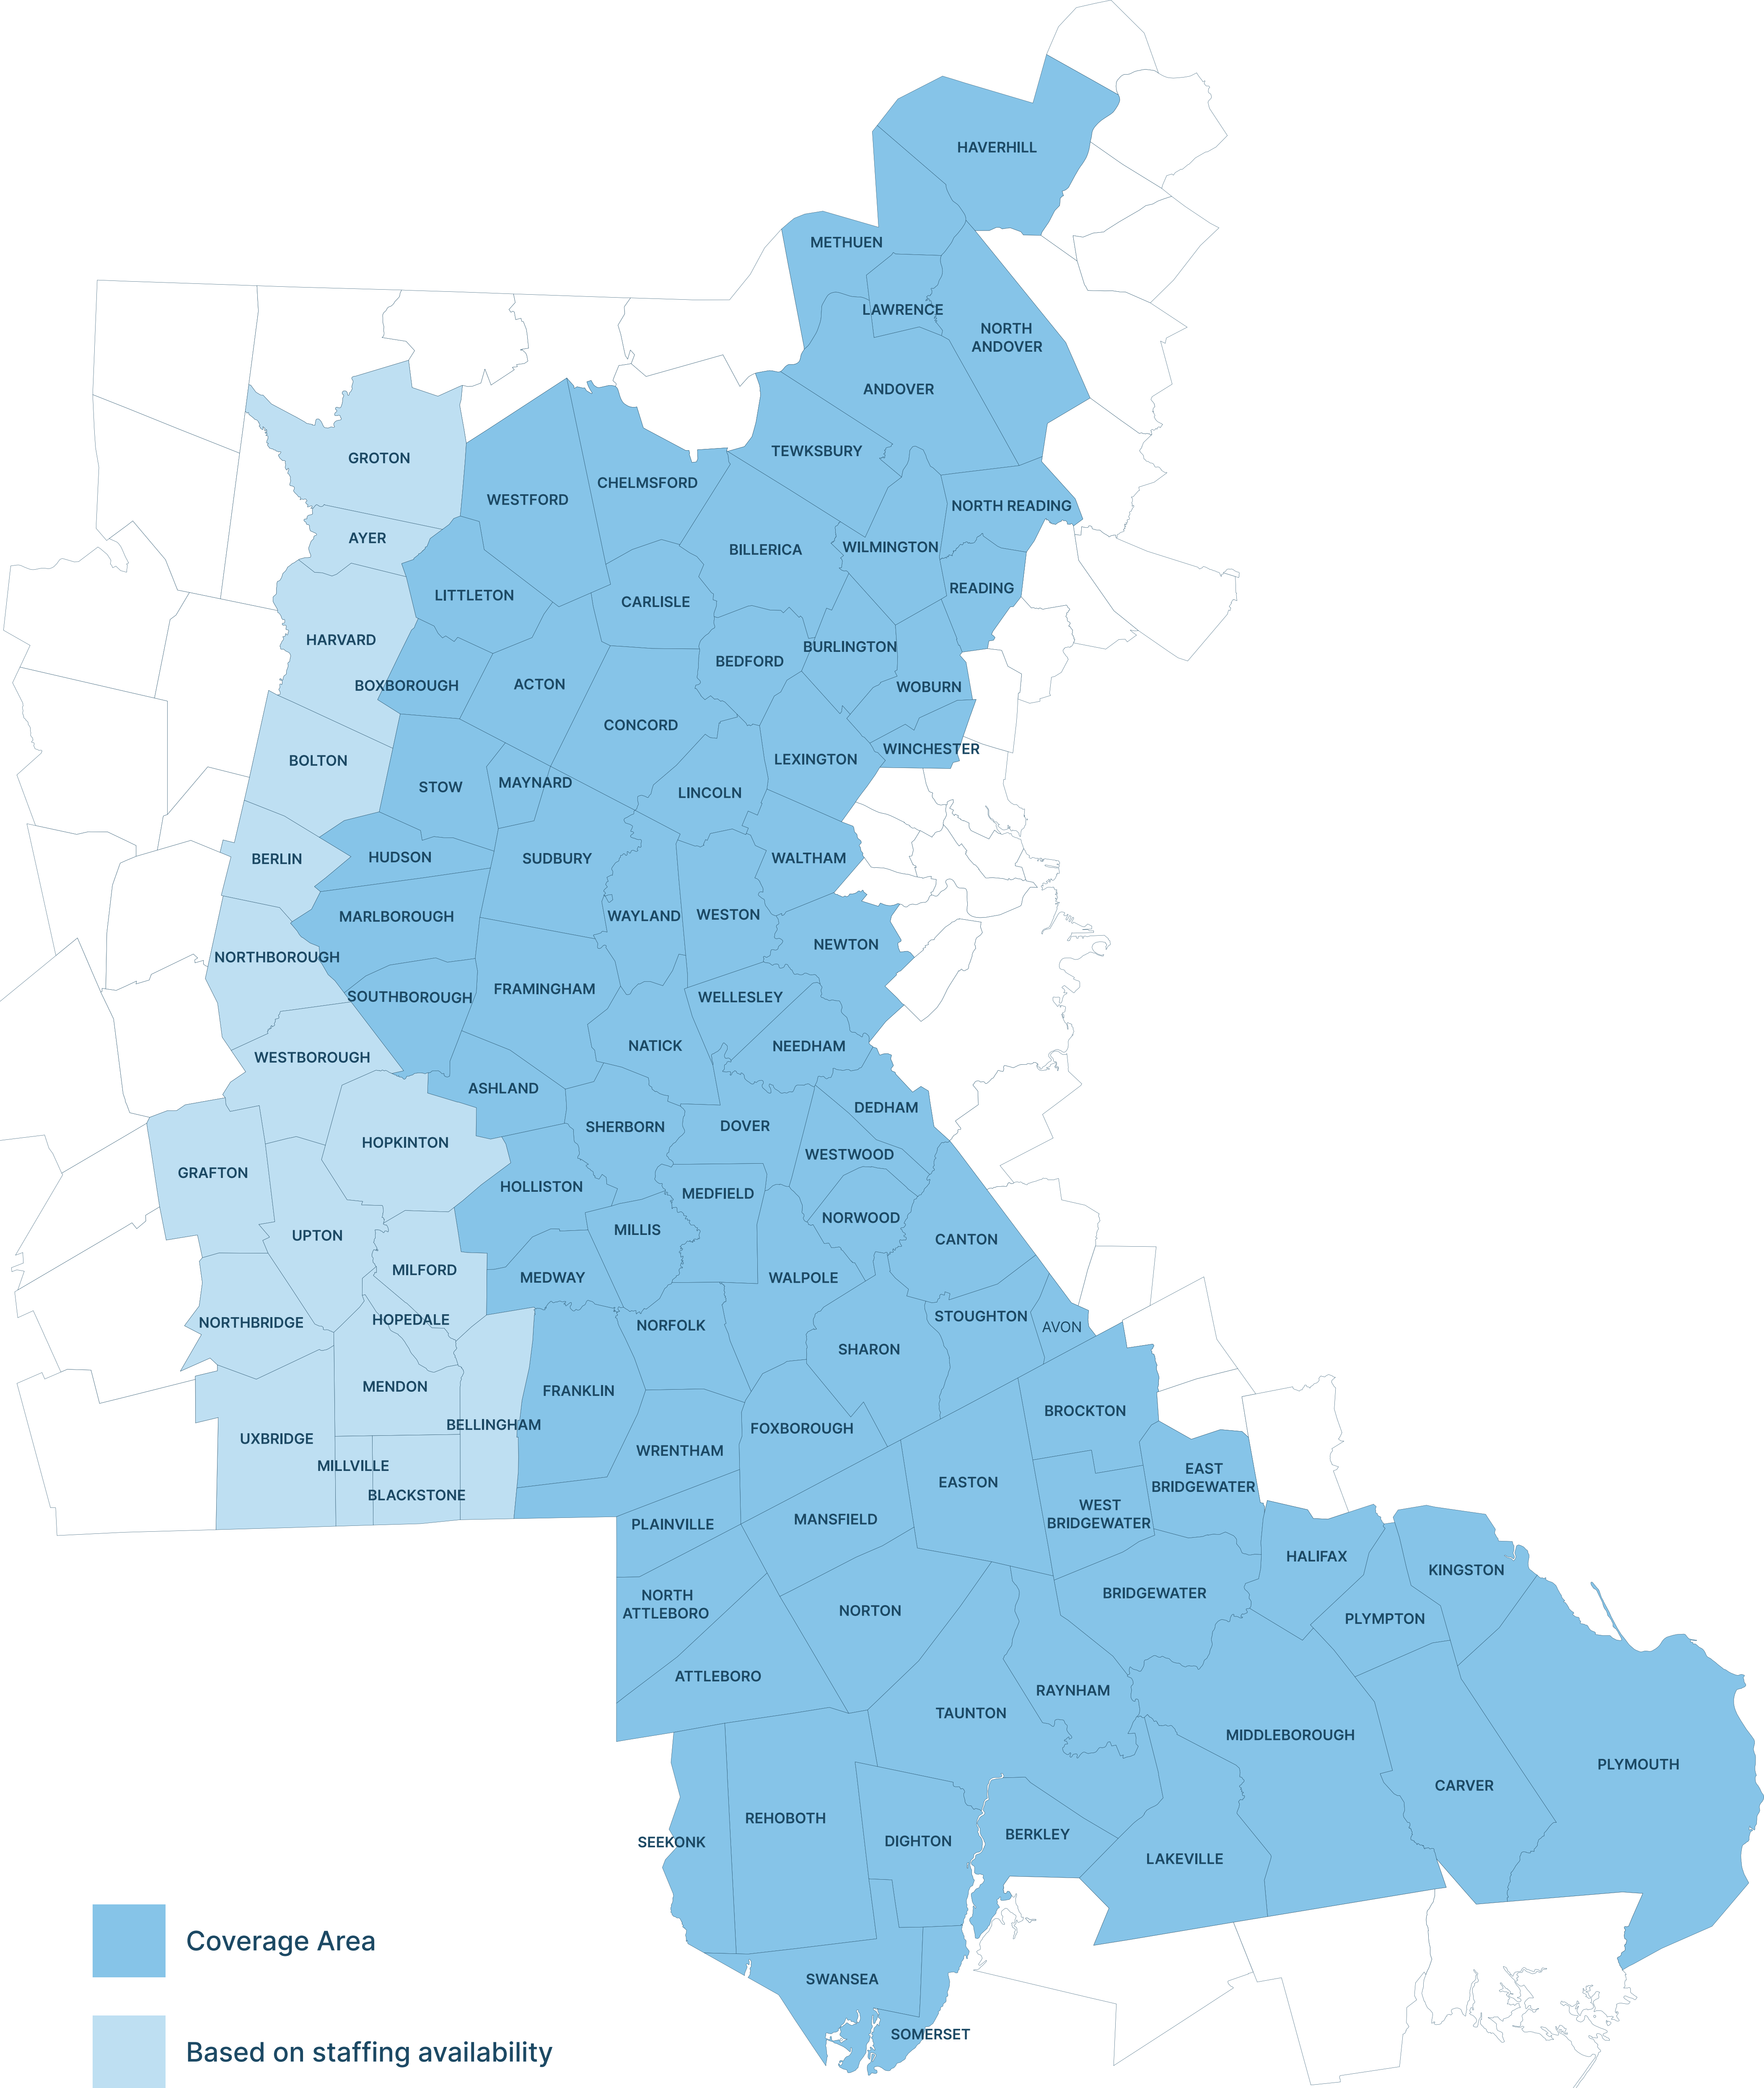 HAVERHILL
METHUEN
LAWRENCE
NORTH
ANDOVER
ANDOVER
TEWKSBURY
GROTON
CHELMSFORD
WESTFORD
NORTH READING
AYER
WILMINGTON
BILLERICA
READING
LITTLETON
CARLISLE
HARVARD
BURLINGTON
BEDFORD
BOXBOROUGH
ACTON
WOBURN
CONCORD
WINCHESTER
BOLTON
LEXINGTON
MAYNARD
STOW
LINCOLN
BERLIN
HUDSON
SUDBURY
WALTHAM
MARLBOROUGH
WAYLAND
WESTON
NEWTON
NORTHBOROUGH
FRAMINGHAM
SOUTHBOROUGH
WELLESLEY
NATICK
NEEDHAM
WESTBOROUGH
ASHLAND
DEDHAM
SHERBORN
DOVER
HOPKINTON
WESTWOOD
GRAFTON
HOLLISTON
MEDFIELD
NORWOOD
MILLIS
UPTON
CANTON
MILFORD
MEDWAY
WALPOLE
STOUGHTON
HOPEDALE
NORTHBRIDGE
NORFOLK
AVON
SHARON
MENDON
FRANKLIN
BROCKTON
BELLINGHAM
FOXBOROUGH
UXBRIDGE
WRENTHAM
MILLVILLE
EAST
BRIDGEWATER
EASTON
BLACKSTONE
WEST
BRIDGEWATER
MANSFIELD
PLAINVILLE
HALIFAX
KINGSTON
BRIDGEWATER
NORTH
ATTLEBORO
NORTON
PLYMPTON
ATTLEBORO
RAYNHAM
TAUNTON
MIDDLEBOROUGH
PLYMOUTH
CARVER
REHOBOTH
BERKLEY
DIGHTON
SEEKONK
LAKEVILLE
Coverage Area
SWANSEA
SOMERSET
Based on staffing availability